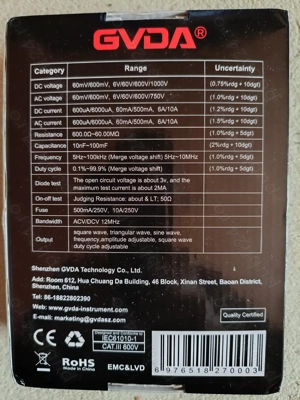 GVDA®
Category Range Uncertainty
DC voltage 60mV/600mV, 6V/60V/600V/1000V (0.75%rdg + 10dgt)
AC voltage 60mV/600mV, 6V/60V/600V/750V (1.0%rdg + 10dgt)
DC current 600uA/6000uA, 60mA/500mA, 6A/10A (1.2%rdg + 10dgt)
AC current 600uA/6000uA, 60mA/500mA, 6A/10A (1.5%rdg + 10dgt)
Resistance 600.0Ω~60.00MΩ (1.0%rdg + 5dgt)
Capacitance 10nF~100mF (2%rdg + 10dgt)
Frequency 5Hz~100kHz (Merge voltage shift) 5Hz~10MHz (1.0%rdg + 5dgt)
Duty cycle 0.1%~99.9% (Merge voltage shift) (1.0%rdg + 5dgt)
Diode test The open circuit voltage is about 3v, and the
maximum test current is about 2MA
On-off test Judging Resistance: about & LT; 50Ω
Fuse 500mA/250V, 10A/250V
Bandwidth ACV/DCV 12MHz
Output square wave, triangular wave, sine wave,
frequency,amplitude adjustable, square wave
duty cycle adjustable
Shenzhen GVDA Technology Co., Ltd.
Add: Room 612, Hua Chuang Da Building, 46 Block, Xinan Street, Baoan District,
Shenzhen, China
Tel: 86-18822802390
Web: www.gvda-instrument.com
E-mail: marketing@gvdasz.com
CE RoHS
IEC61010-1
CAT.III 600V
EMC&LVD
6 976518 270003